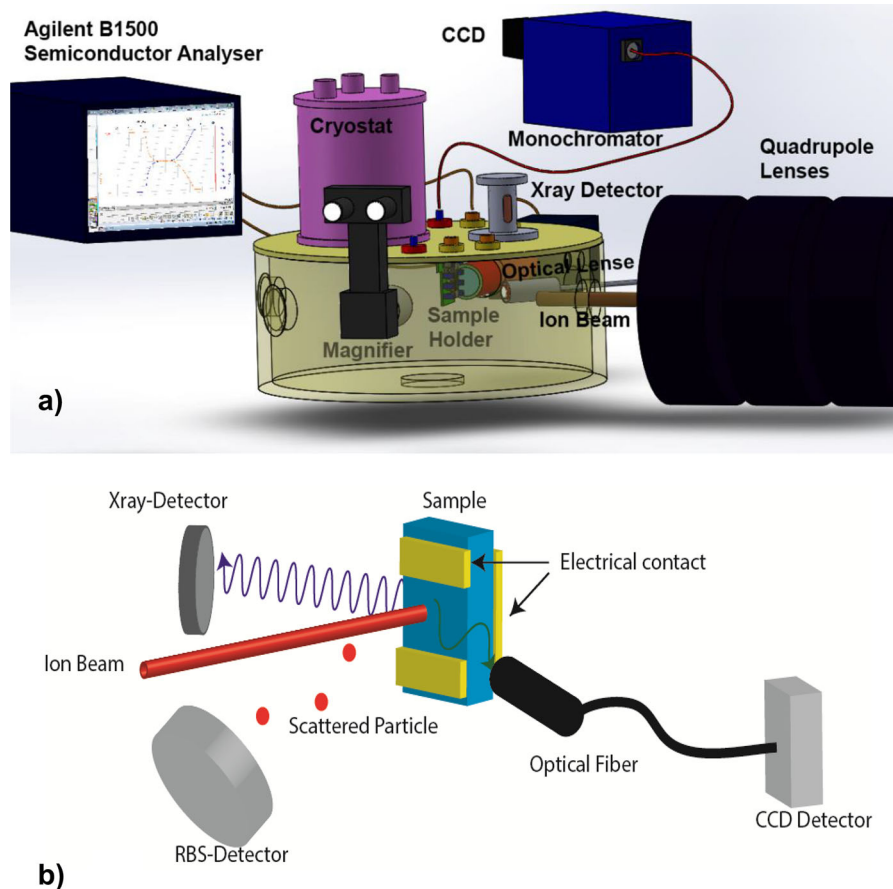 Agilent B1500
Semiconductor Analyser
CCD
Cryostat
Monochromator
Quadrupole
Lenses
Xray Detector
Optical Lense
Ion Beam
Sample
Holder
Magnifier
a)
Xray-Detector
Sample
Electrical contact
Ion Beam
Scattered Particle
Optical Fiber
CCD Detector
RBS-Detector
b)